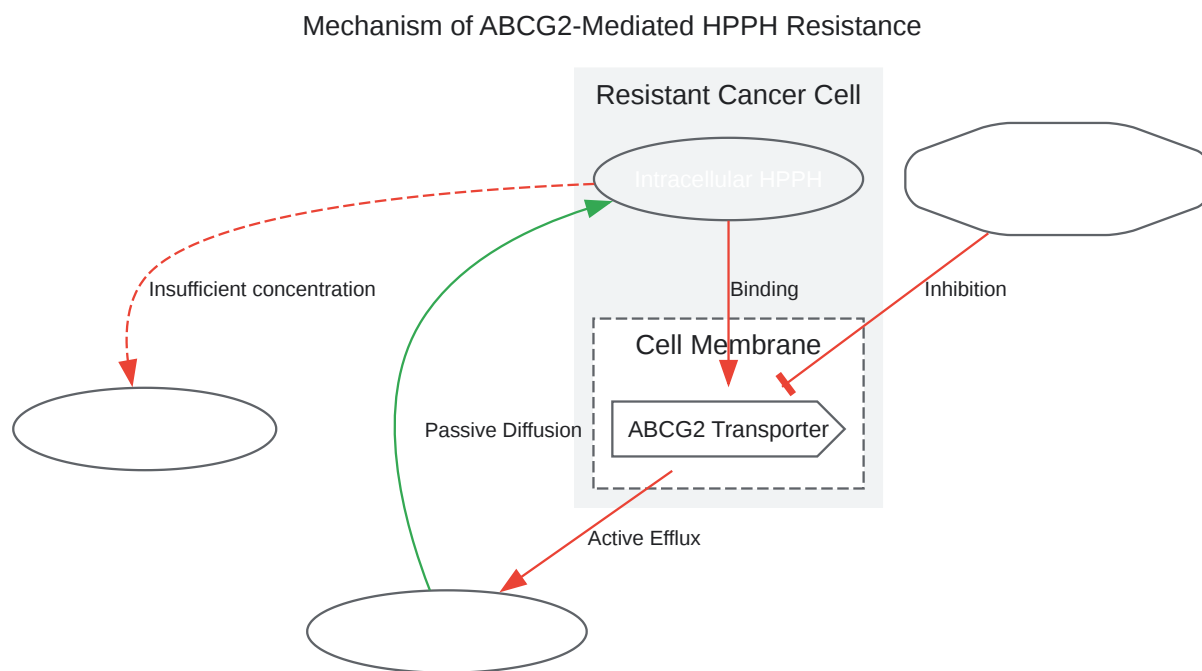 Mechanism of ABCG2-Mediated HPPH Resistance
Resistant Cancer Cell
Intracellular HPPH
Insufficient concentration
Binding
Inhibition
Cell Membrane
Passive Diffusion
ABCG2 Transporter
Active Efflux